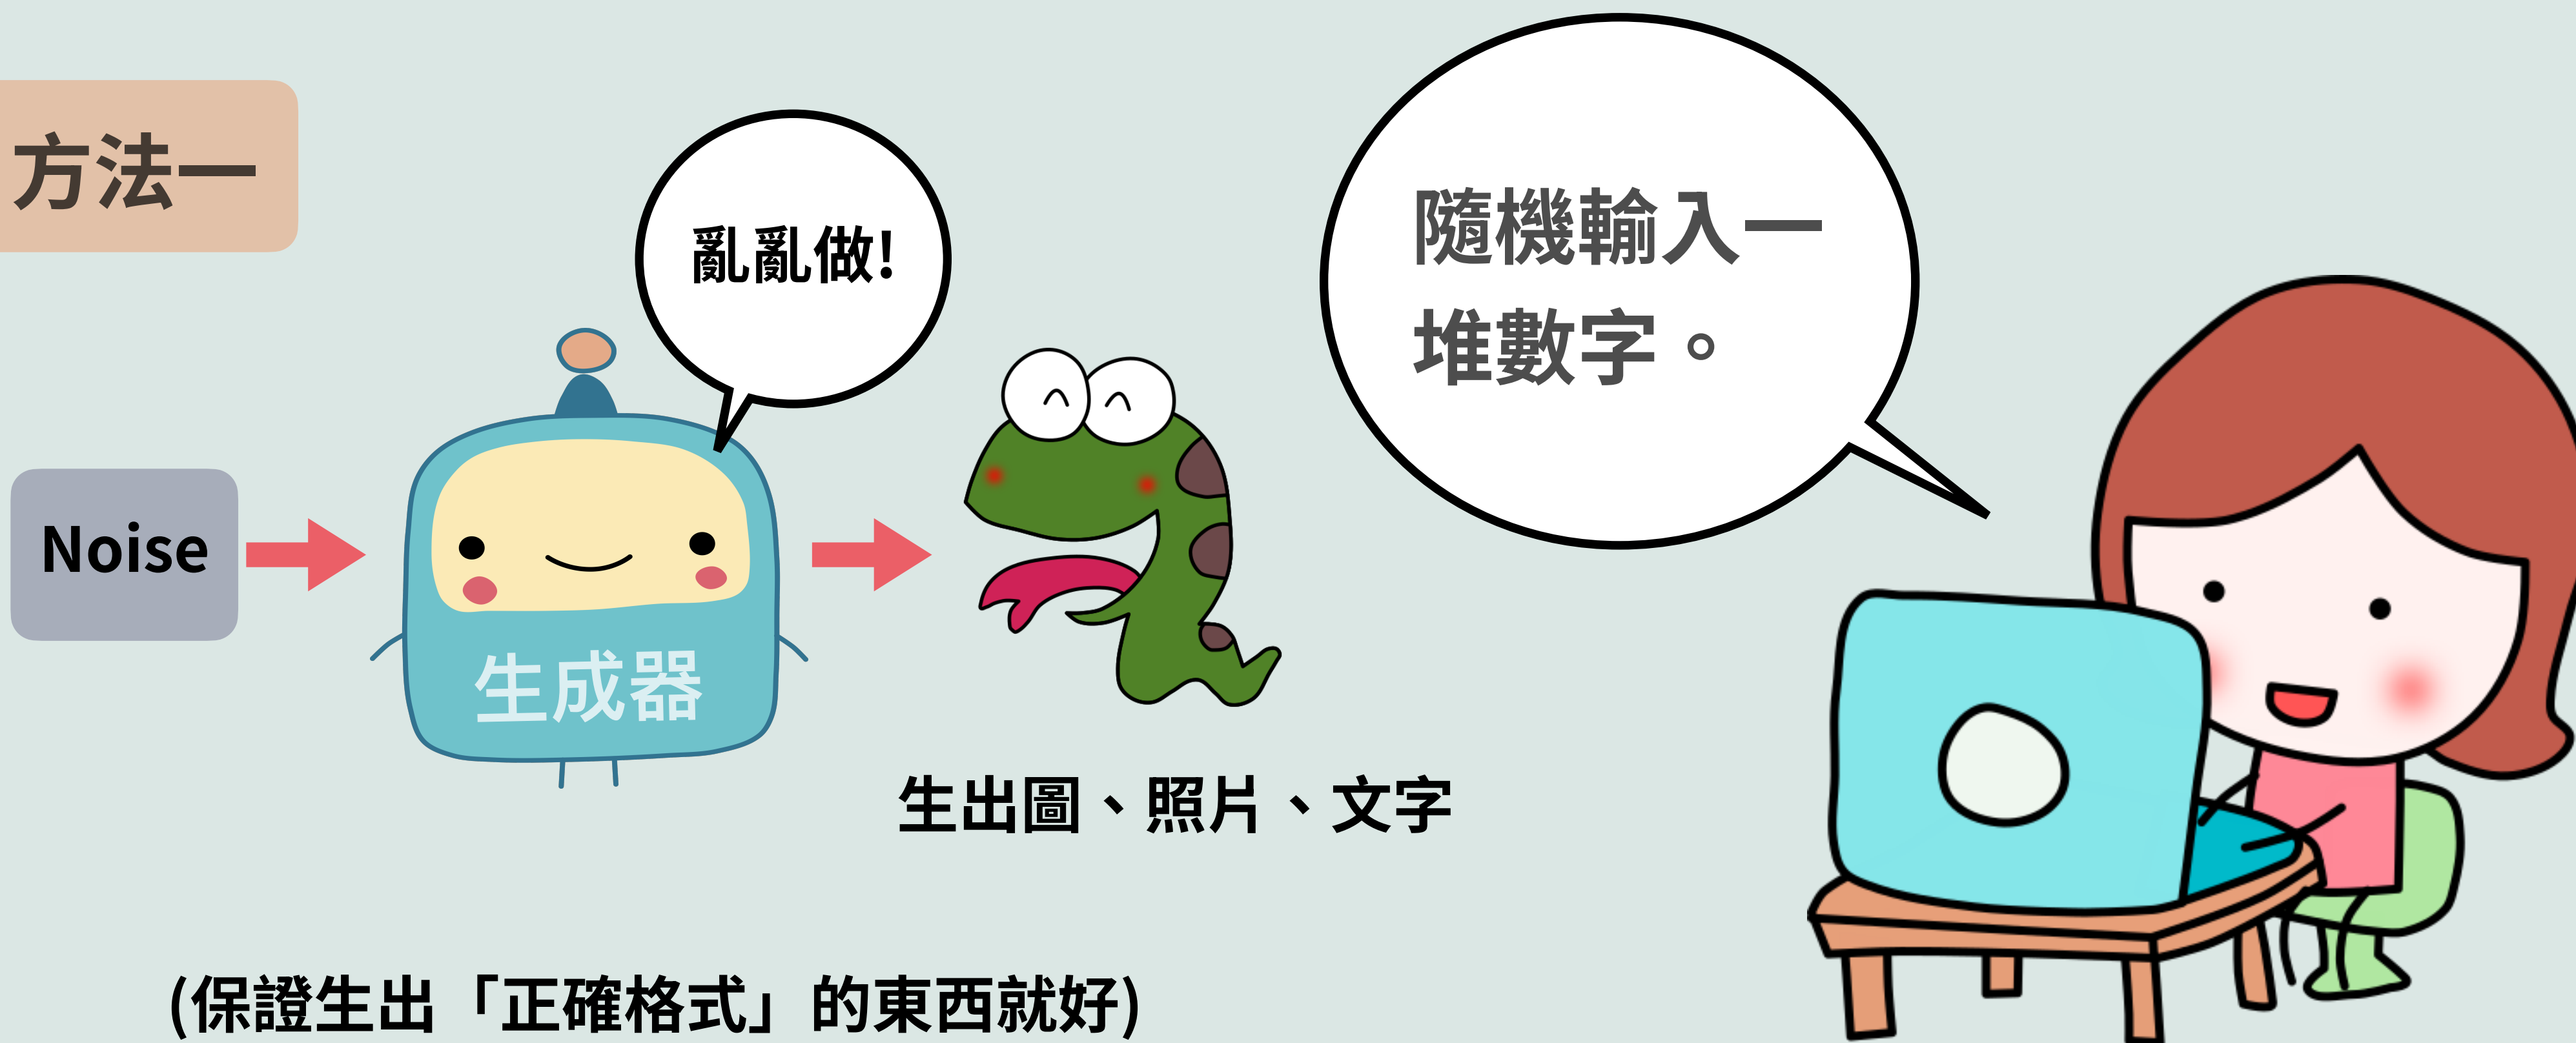 方法一
亂亂做!
隨機輸入一
堆數字。
Noise
生成器
生出圖、照片、文字
(保證生出「正確格式」的東西就好)